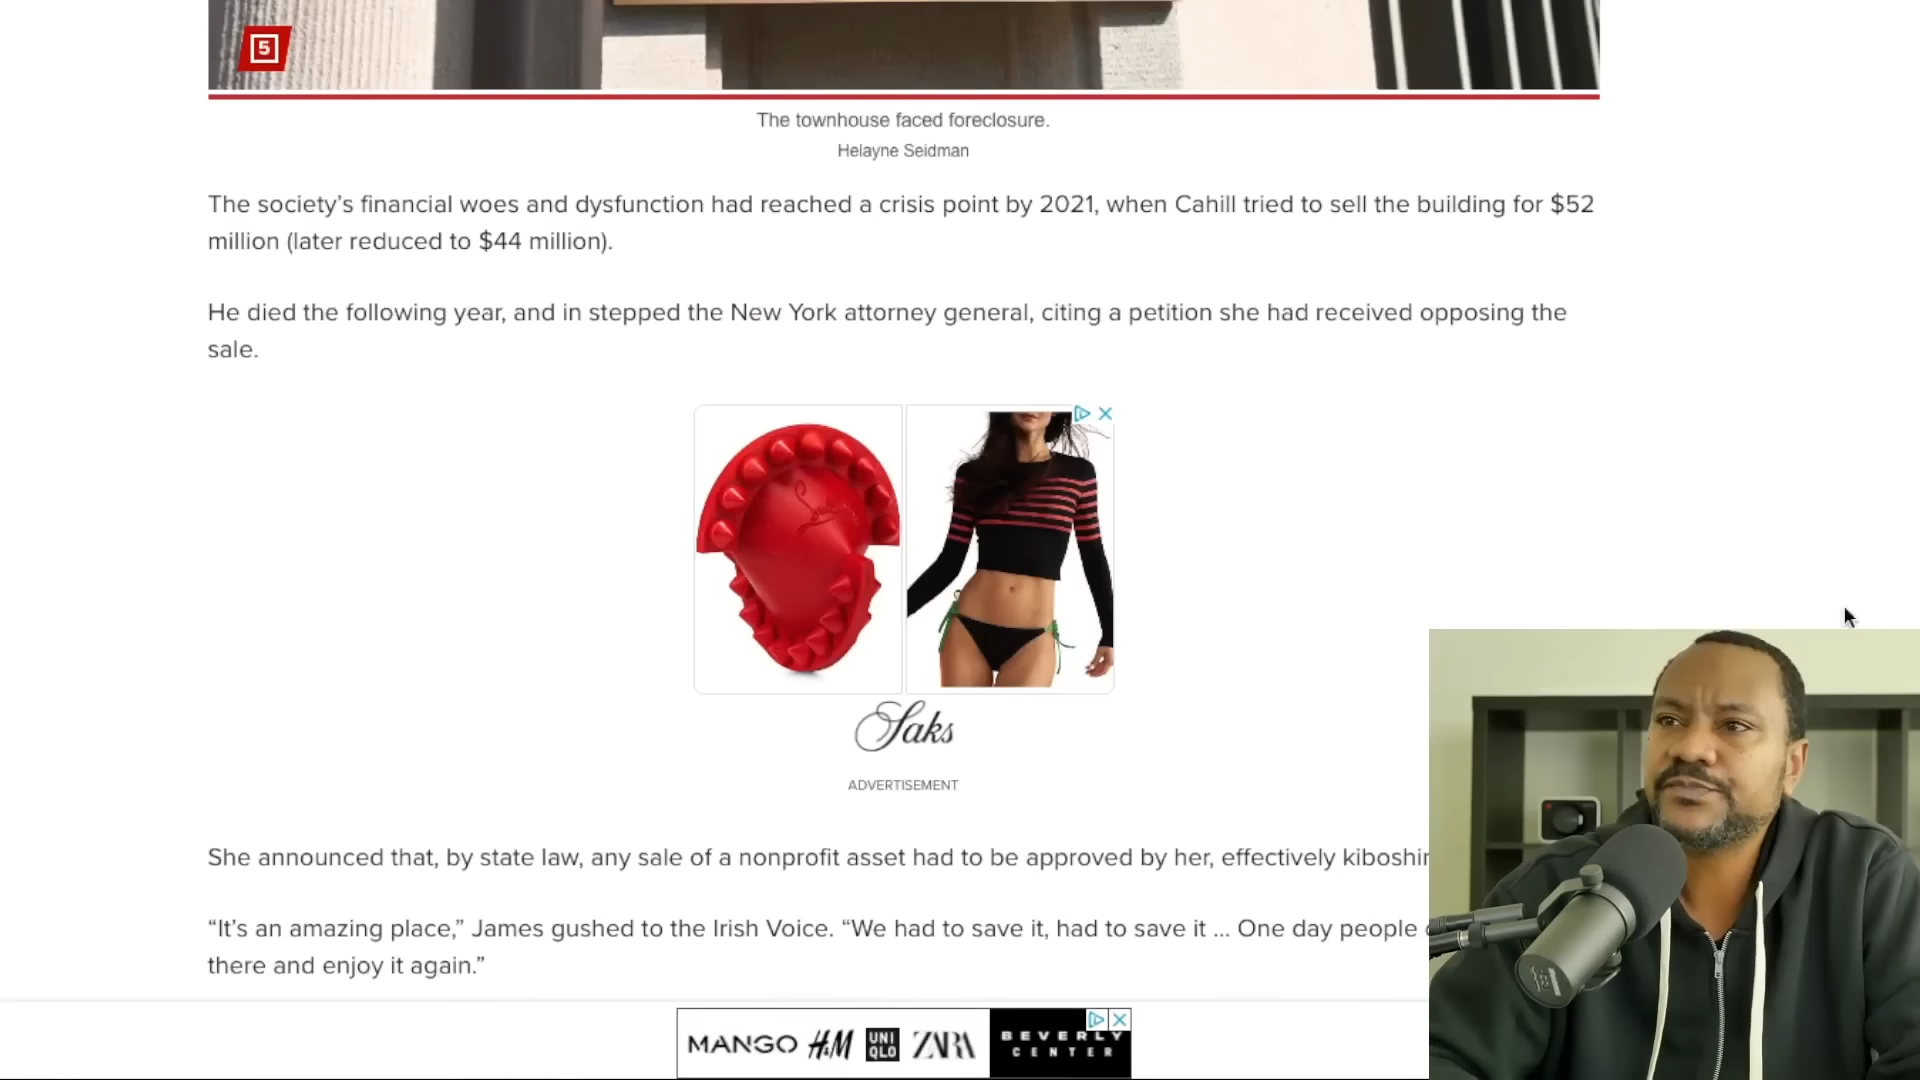 5
The townhouse faced foreclosure.
Helayne Seidman
The society’s financial woes and dysfunction had reached a crisis point by 2021, when Cahill tried to sell the building for $52
million (later reduced to $44 million).
He died the following year, and in stepped the New York attorney general, citing a petition she had received opposing the
sale.
Saks
ADVERTISEMENT
She announced that, by state law, any sale of a nonprofit asset had to be approved by her, effectively
“It’s an amazing place,” James gushed to the Irish Voice. “We had to save it, had to save it ... One day people
there and enjoy it again.”
MANGO H&M UNI QLO ZARA BEVERLY
CENTER